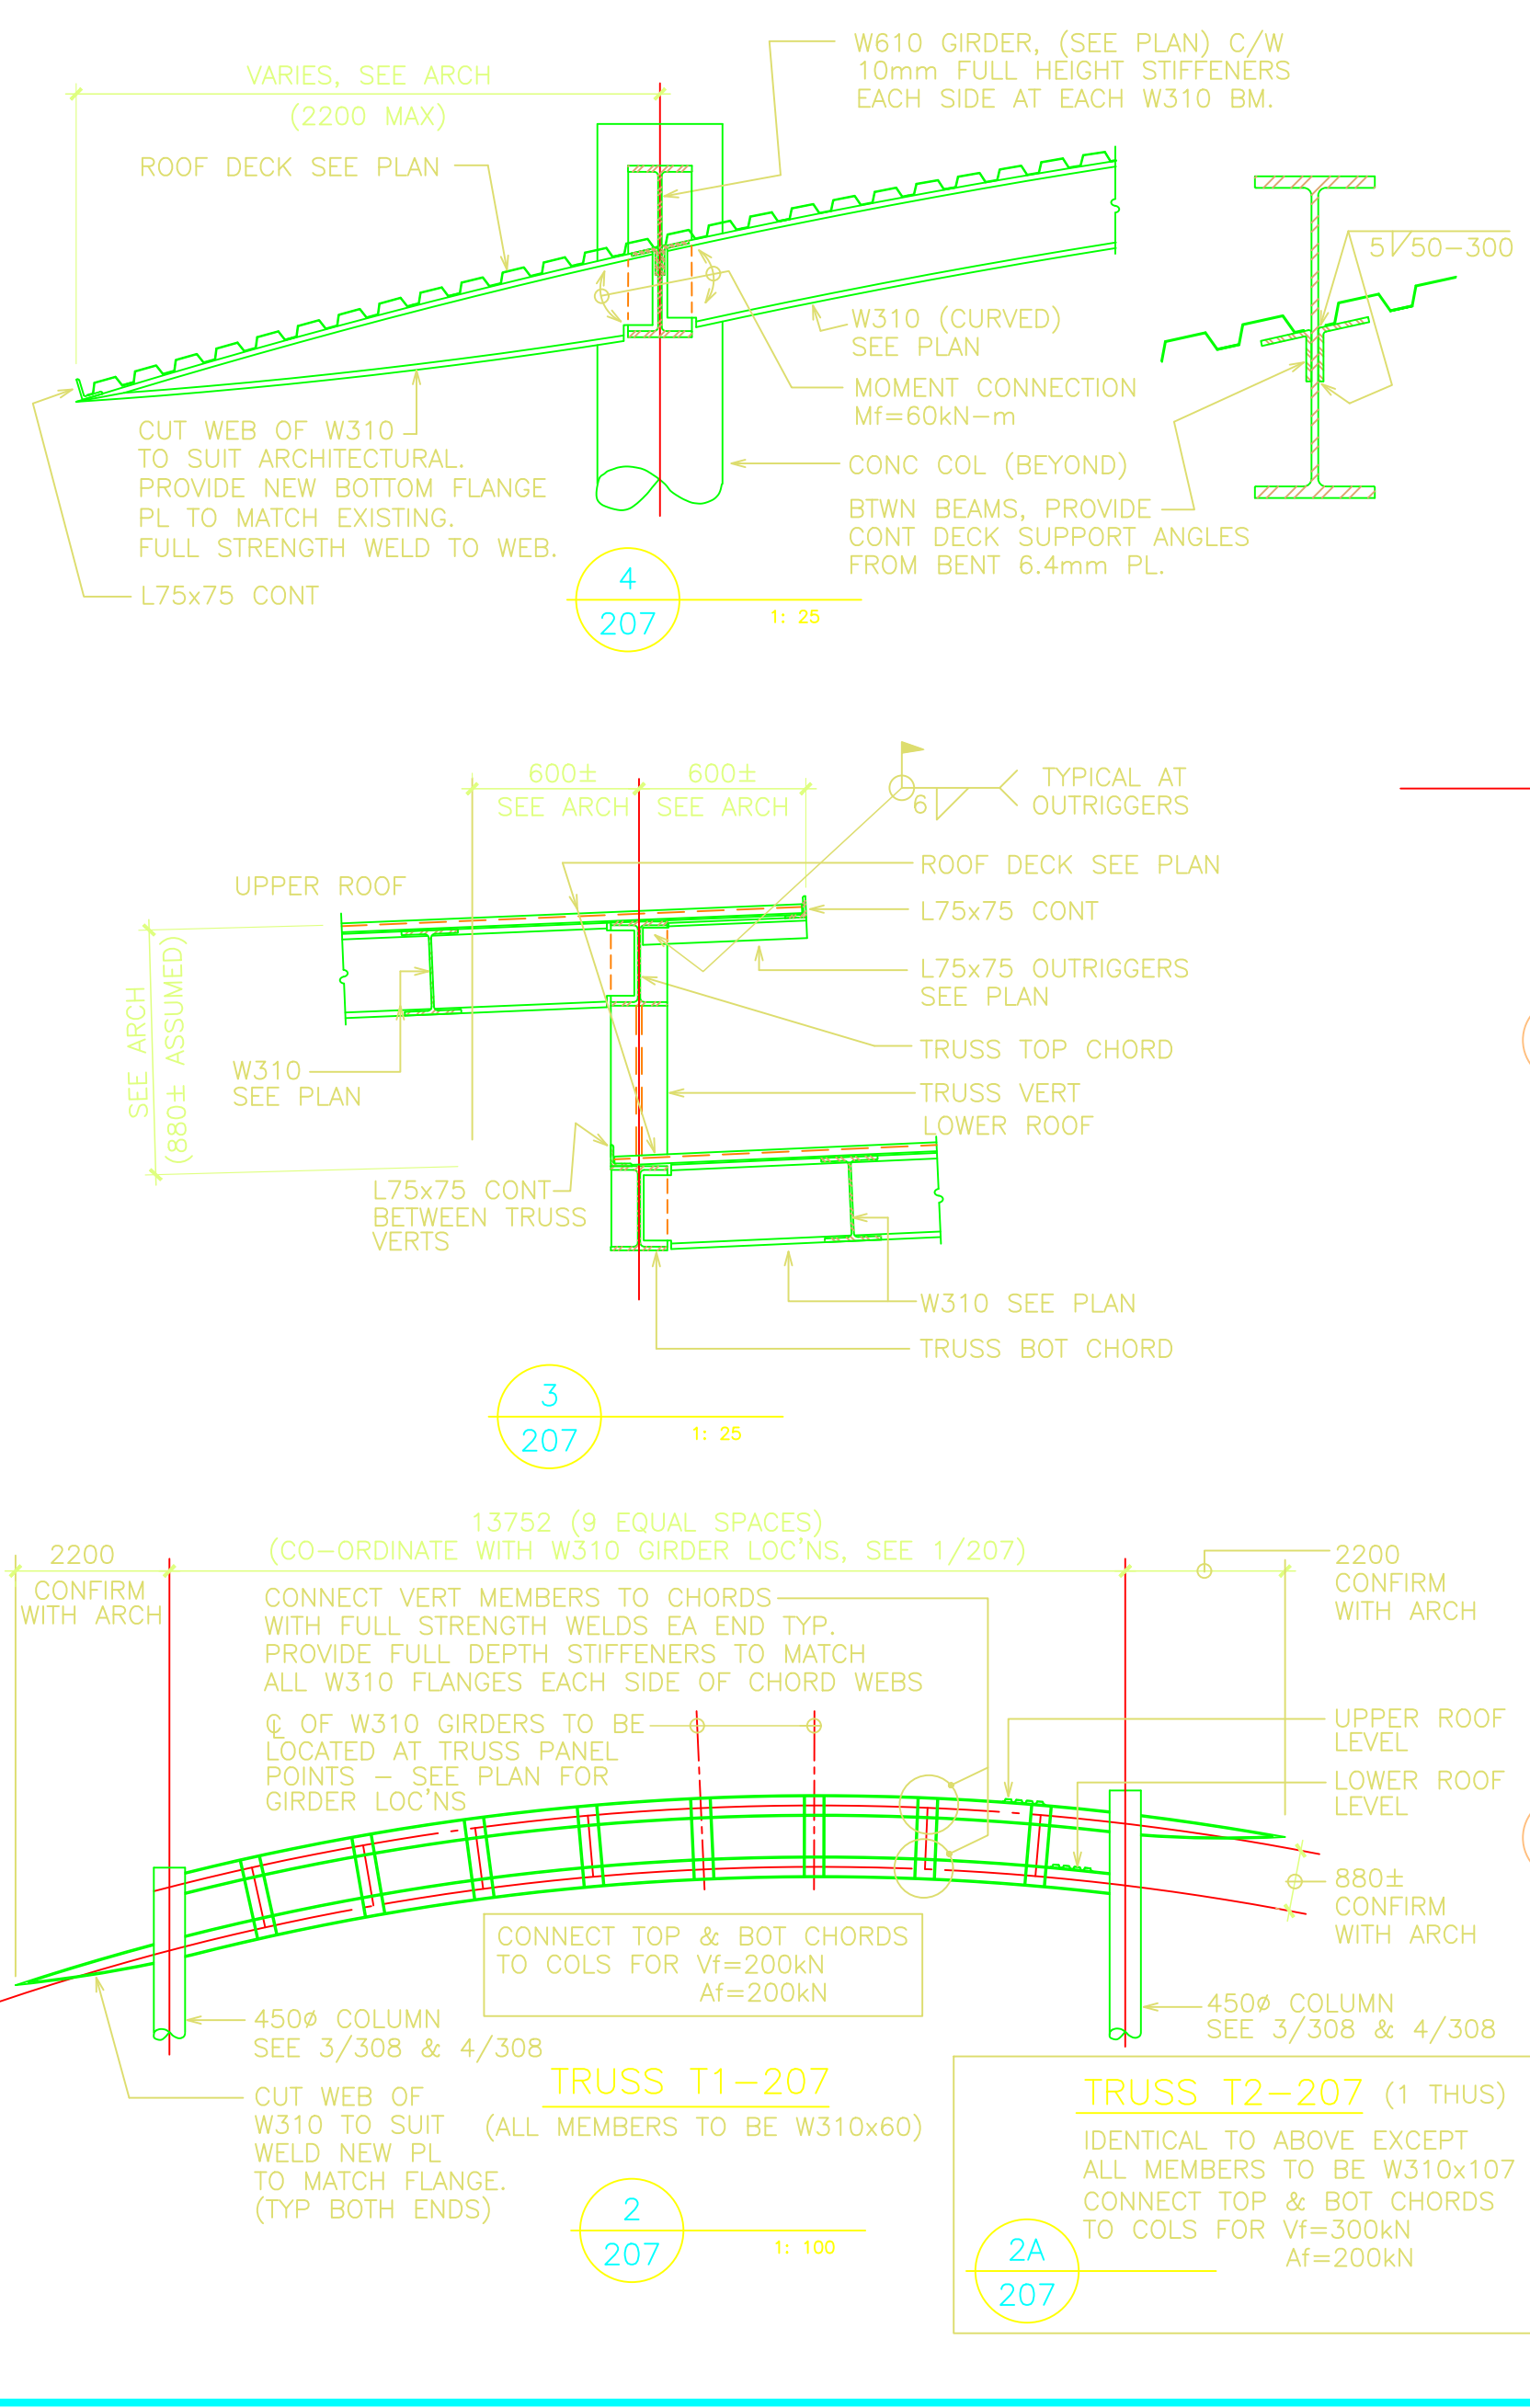 W610 GIRDER, (SEE PLAN) C/W
10mm FULL HEIGHT STIFFENERS
EACH SIDE AT EACH W310 BM.
VARIES, SEE ARCH
(2200 MAX)
ROOF DECK SEE PLAN
5 50-300
W310 (CURVED)
SEE PLAN
MOMENT CONNECTION
Mf=60kN-m
CUT WEB OF W310
TO SUIT ARCHITECTURAL.
PROVIDE NEW BOTTOM FLANGE
PL TO MATCH EXISTING.
FULL STRENGTH WELD TO WEB.
CONC COL (BEYOND)
BTWN BEAMS, PROVIDE
CONT DECK SUPPORT ANGLES
FROM BENT 6.4mm PL.
L75x75 CONT
4
207
1: 25
600±
SEE ARCH
600±
SEE ARCH
6
TYPICAL AT
OUTRIGGERS
UPPER ROOF
ROOF DECK SEE PLAN
L75x75 CONT
L75x75 OUTRIGGERS
SEE PLAN
SEE ARCH
(880± ASSUMED)
W310
SEE PLAN
TRUSS TOP CHORD
TRUSS VERT
LOWER ROOF
L75x75 CONT
BETWEEN TRUSS
VERTS
W310 SEE PLAN
TRUSS BOT CHORD
3
207
1: 25
13752 (9 EQUAL SPACES)
(CO-ORDINATE WITH W310 GIRDER LOC'NS, SEE 1/207)
2200
CONFIRM
WITH ARCH
2200
CONFIRM
WITH ARCH
CONNECT VERT MEMBERS TO CHORDS
WITH FULL STRENGTH WELDS EA END TYP.
PROVIDE FULL DEPTH STIFFENERS TO MATCH
ALL W310 FLANGES EACH SIDE OF CHORD WEBS
℄ OF W310 GIRDERS TO BE
LOCATED AT TRUSS PANEL
POINTS - SEE PLAN FOR
GIRDER LOC'NS
UPPER ROOF
LEVEL
LOWER ROOF
LEVEL
880±
CONFIRM
WITH ARCH
CONNECT TOP & BOT CHORDS
TO COLS FOR Vf=200kN
Af=200kN
450ø COLUMN
SEE 3/308 & 4/308
450ø COLUMN
SEE 3/308 & 4/308
CUT WEB OF
W310 TO SUIT
WELD NEW PL
TO MATCH FLANGE.
(TYP BOTH ENDS)
TRUSS T1-207
(ALL MEMBERS TO BE W310x60)
2
207
1: 100
TRUSS T2-207 (1 THUS)
IDENTICAL TO ABOVE EXCEPT
ALL MEMBERS TO BE W310x107
CONNECT TOP & BOT CHORDS
TO COLS FOR Vf=300kN
Af=200kN
2A
207